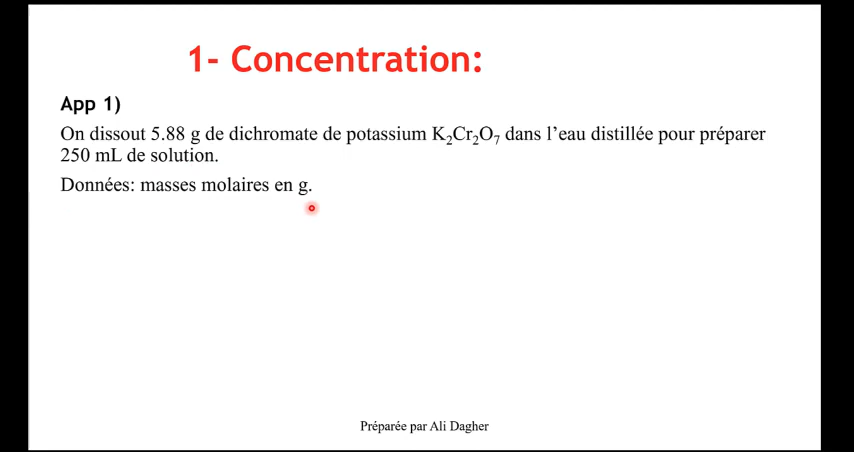 1- Concentration:
App 1)
On dissout 5.88 g de dichromate de potassium K₂Cr₂O₇ dans l’eau distillée pour préparer
250 mL de solution.
Données: masses molaires en g.
Préparée par Ali Dagher